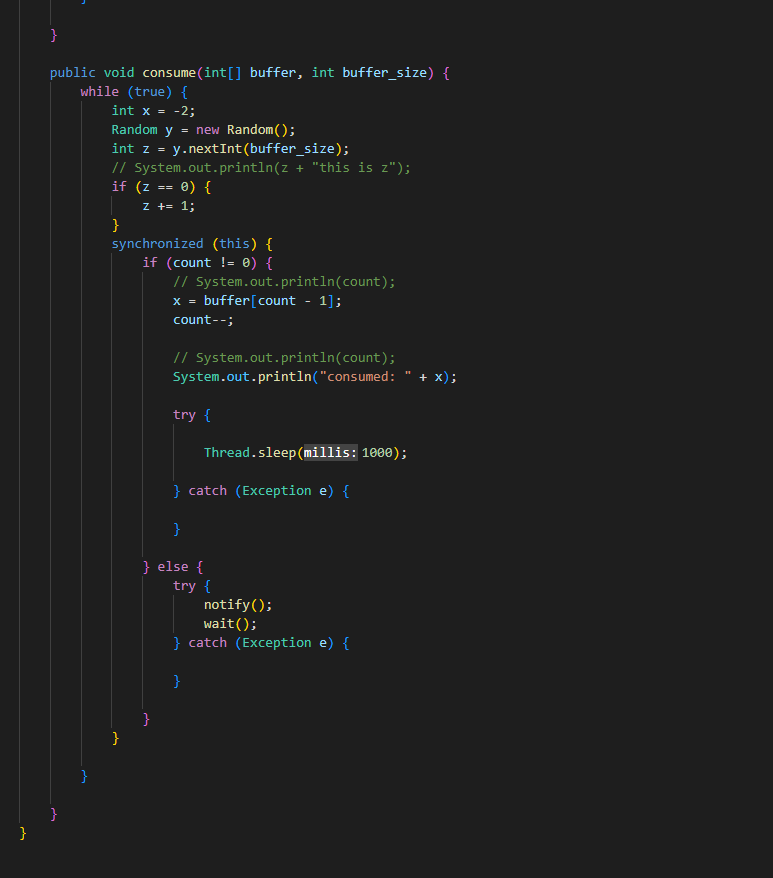 }
}
public void consume(int[] buffer, int buffer_size) {
while (true) {
int x = -2;
Random y = new Random();
int z = y.nextInt(buffer_size);
// System.out.println(z + "this is z");
if (z == 0) {
z += 1;
}
synchronized (this) {
if (count != 0) {
// System.out.println(count);
x = buffer[count - 1];
count--;
// System.out.println(count);
System.out.println("consumed: " + x);
try {
Thread.sleep(millis: 1000);
} catch (Exception e) {
}
} else {
try {
notify();
wait();
} catch (Exception e) {
}
}
}
}
}
}